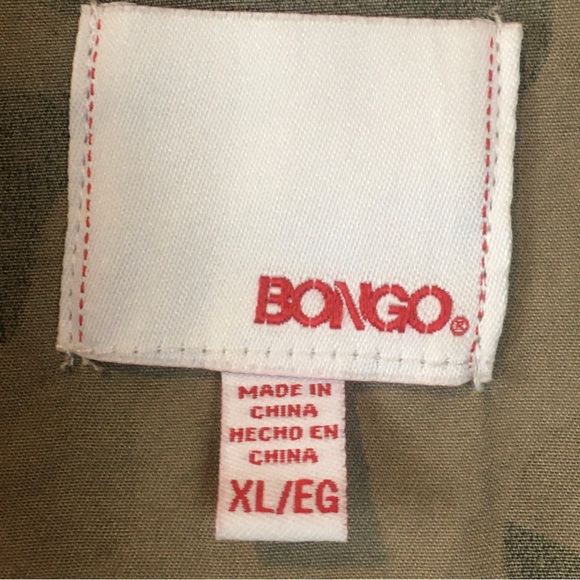 BONGO®
MADE IN
CHINA
HECHO EN
CHINA
XL/EG